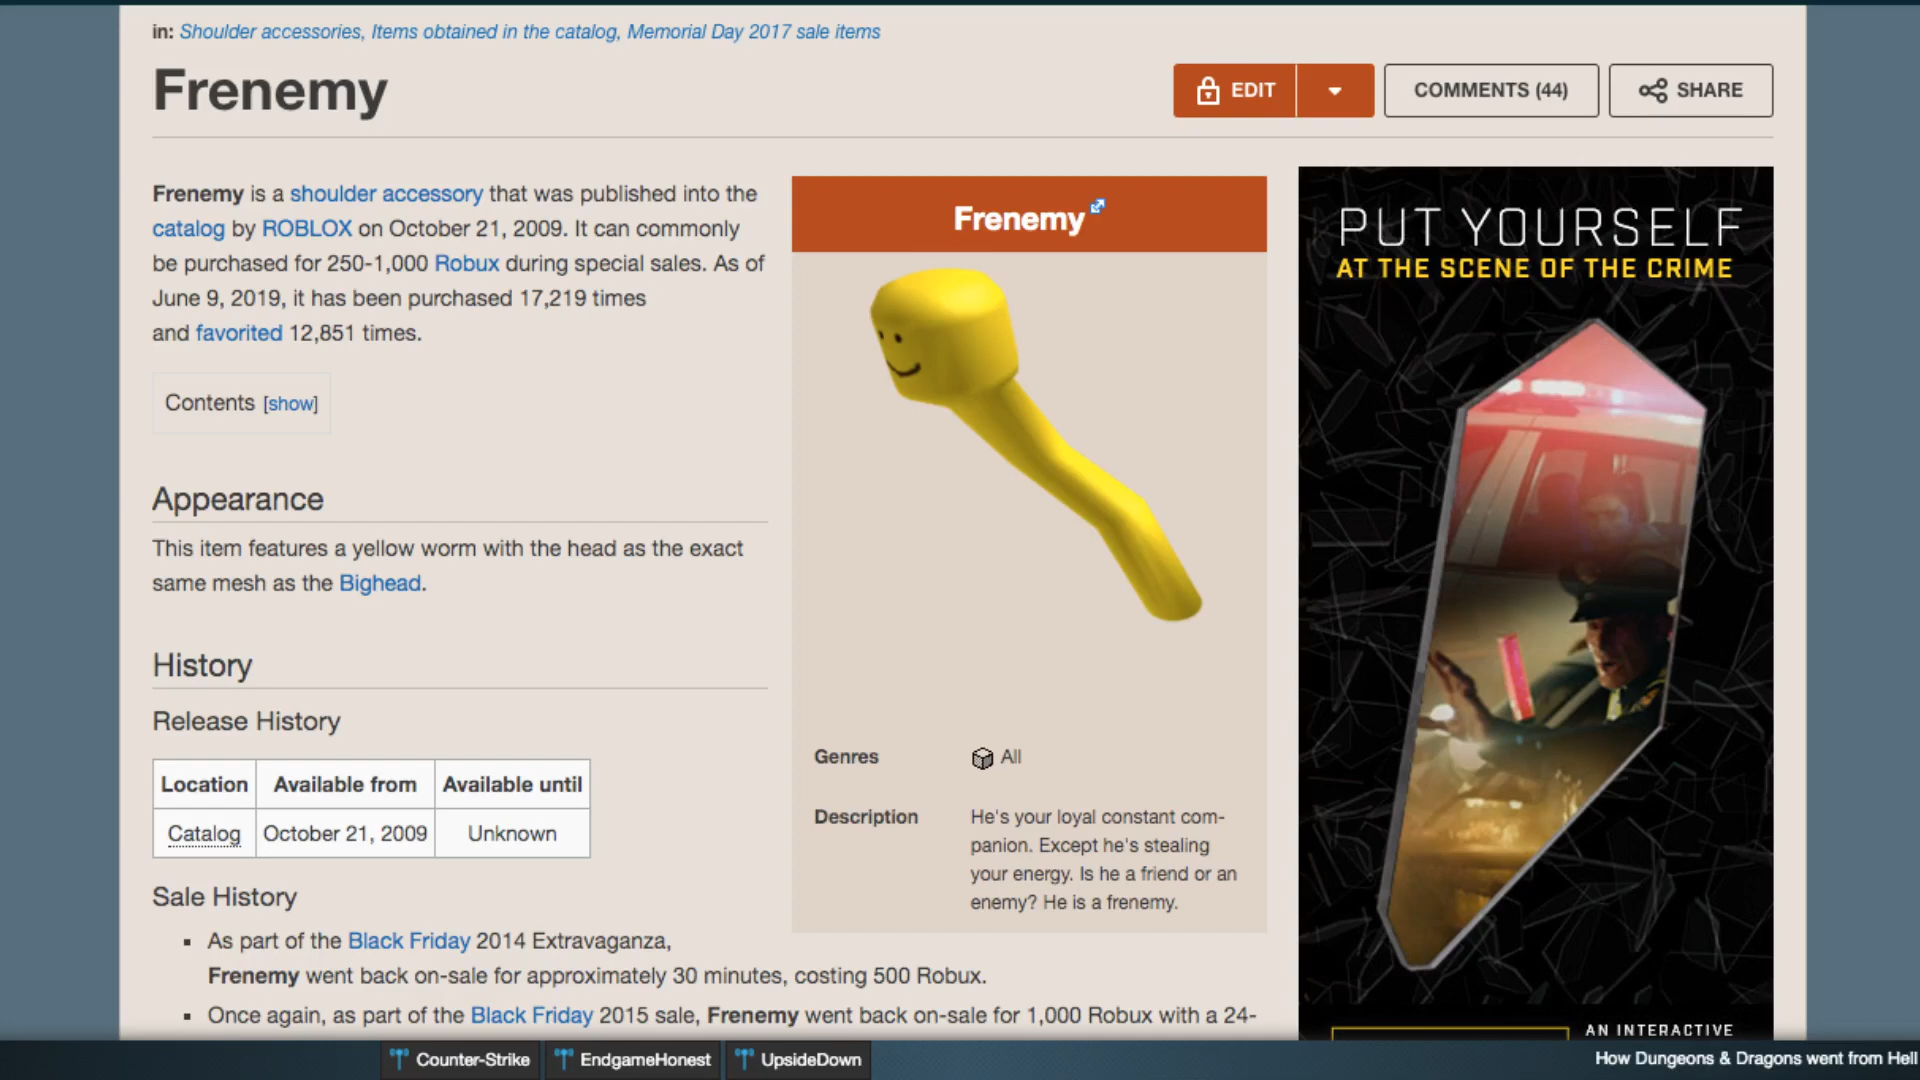 in: Shoulder accessories, Items obtained in the catalog, Memorial Day 2017 sale items
Frenemy
EDIT
COMMENTS (44)
SHARE
Frenemy is a shoulder accessory that was published into the
catalog by ROBLOX on October 21, 2009. It can commonly
be purchased for 250-1,000 Robux during special sales. As of
June 9, 2019, it has been purchased 17,219 times
and favorited 12,851 times.
Contents [show]
Appearance
This item features a yellow worm with the head as the exact
same mesh as the Bighead.
History
Release History
Location Available from Available until
Catalog October 21, 2009 Unknown
Sale History
▪ As part of the Black Friday 2014 Extravaganza,
Frenemy went back on-sale for approximately 30 minutes, costing 500 Robux.
▪ Once again, as part of the Black Friday 2015 sale, Frenemy went back on-sale for 1,000 Robux with a 24-
Frenemy
Genres All
Description He's your loyal constant com-
panion. Except he's stealing
your energy. Is he a friend or an
enemy? He is a frenemy.
PUT YOURSELF
AT THE SCENE OF THE CRIME
AN INTERACTIVE
Counter-Strike EndgameHonest UpsideDown
How Dungeons & Dragons went from Hell